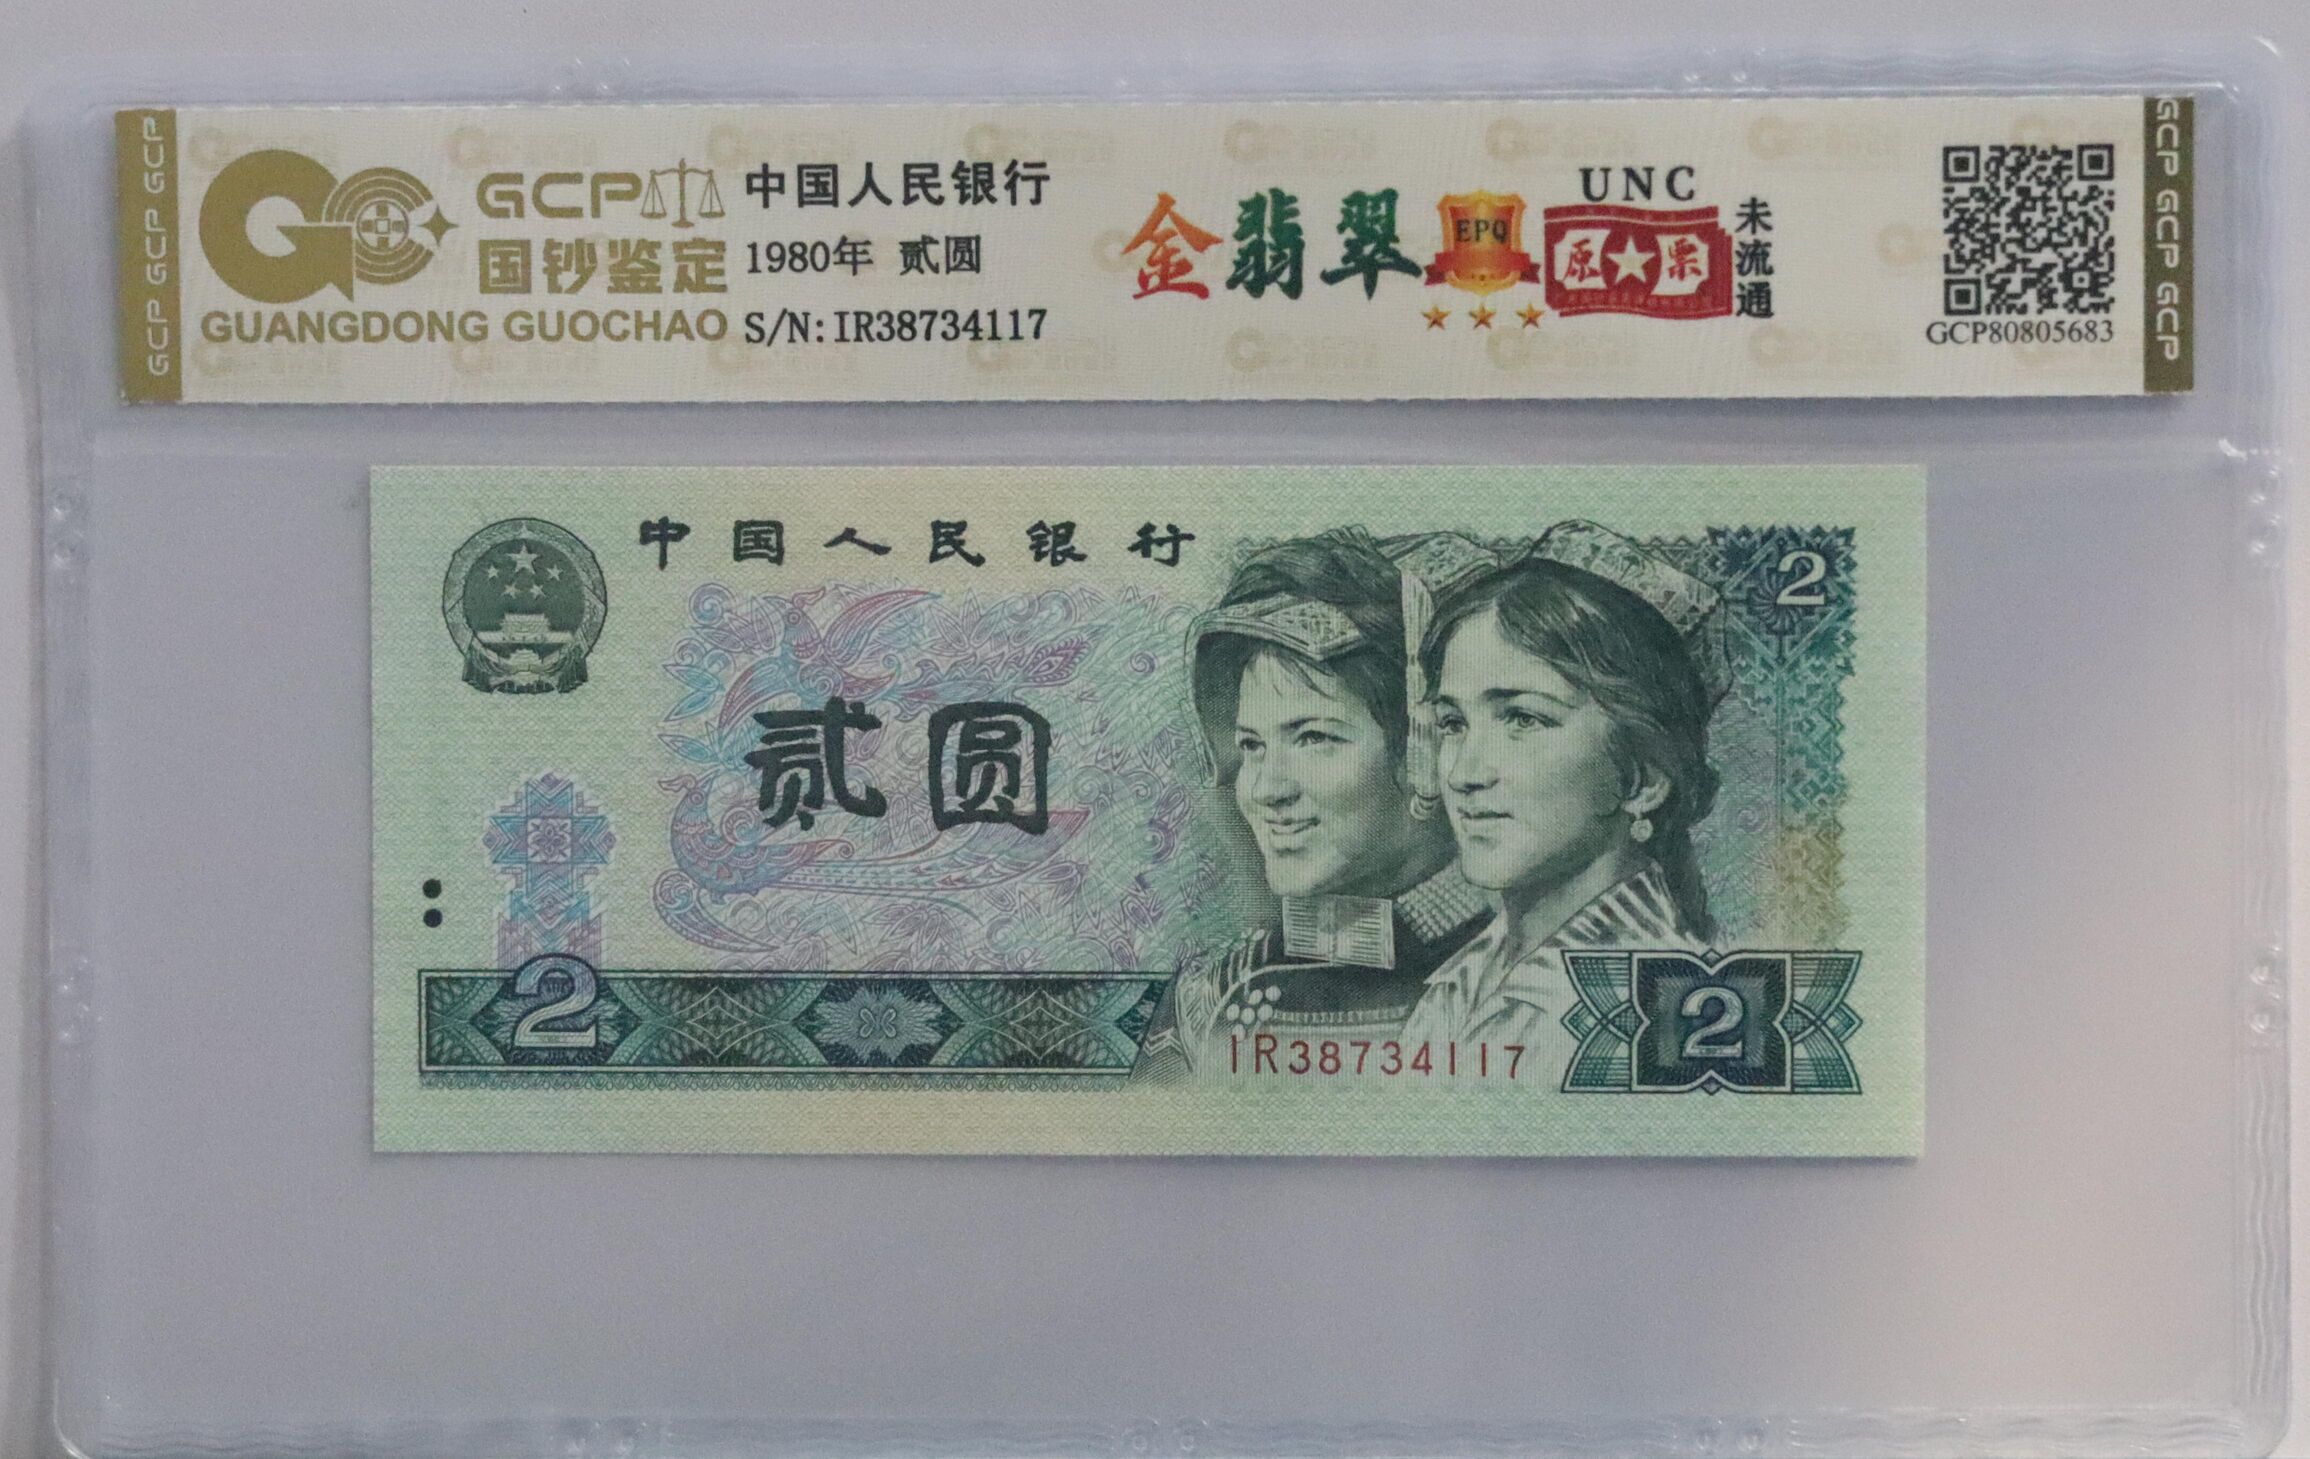 GCP GCP GCP
GCP
国钞鉴定
GUANGDONG GUOCHAO
中国人民银行
1980年 贰圆
S/N: IR38734117
金翡翠
EPQ
UNC
原票
未流通
GCP80805683
GCP GCP GCP
中国人民银行
2
贰圆
2
IR38734117
2